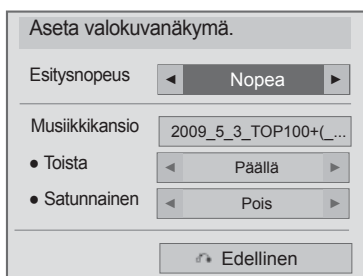 Aseta valokuvanäkymä.
Esitysnopeus ◄ Nopea ►
Musiikkikansio 2009_5_3_TOP100+(_...
● Toista ◄ Päällä ►
● Satunnainen ◄ Pois ►
Edellinen